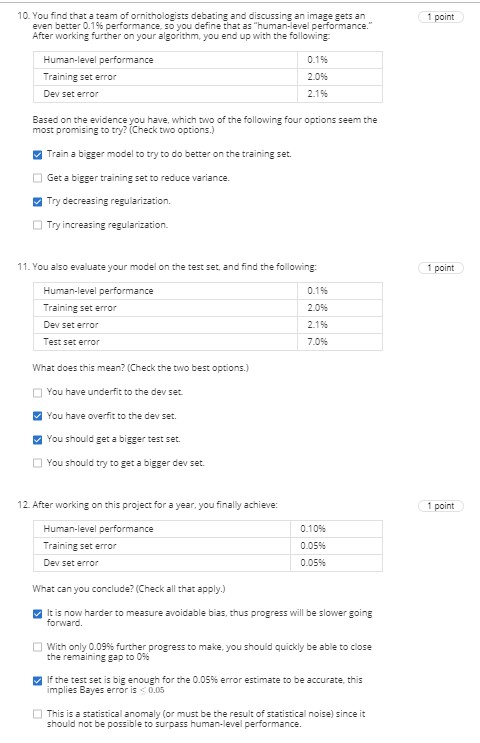 10. You find that a team of ornithologists debating and discussing an image gets an
1 point
even better 0.1% performance, so you define that as "human-level performance."
After working further on your algorithm, you end up with the following:
Human-level performance 0.1%
Training set error 2.0%
Dev set error 2.1%
Based on the evidence you have, which two of the following four options seem the
most promising to try? (Check two options.)
Train a bigger model to try to do better on the training set.
Get a bigger training set to reduce variance.
Try decreasing regularization.
Try increasing regularization.
11. You also evaluate your model on the test set, and find the following:
1 point
Human-level performance 0.1%
Training set error 2.0%
Dev set error 2.1%
Test set error 7.0%
What does this mean? (Check the two best options.)
You have underfit to the dev set.
You have overfit to the dev set.
You should get a bigger test set.
You should try to get a bigger dev set.
12. After working on this project for a year, you finally achieve:
1 point
Human-level performance 0.10%
Training set error 0.05%
Dev set error 0.05%
What can you conclude? (Check all that apply.)
It is now harder to measure avoidable bias, thus progress will be slower going
forward.
With only 0.09% further progress to make, you should quickly be able to close
the remaining gap to 0%
If the test set is big enough for the 0.05% error estimate to be accurate, this
implies Bayes error is ≤ 0.05
This is a statistical anomaly (or must be the result of statistical noise) since it
should not be possible to surpass human-level performance.